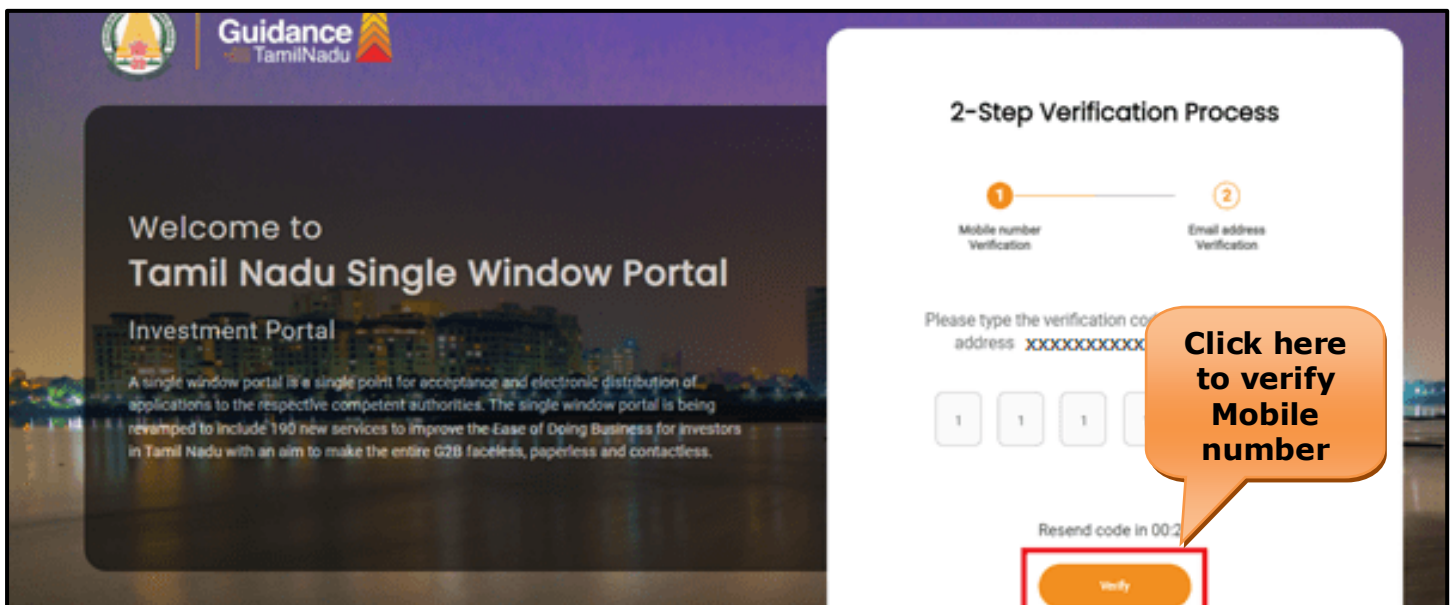 Guidance
TamilNadu
Welcome to
Tamil Nadu Single Window Portal
Investment Portal
A single window portal is a single point for acceptance and electronic distribution of
applications to the respective competent authorities. The single window portal is being
revamped to include 190 new services to improve the Ease of Doing Business for investors
in Tamil Nadu with an aim to make the entire G2B faceless, paperless and contactless.
2-Step Verification Process
1
2
Mobile number
Verification
Email address
Verification
Please type the verification
address xxxxxxxxxxx
1 1 1
Click here
to verify
Mobile
number
Resend code in 00:2
Verify